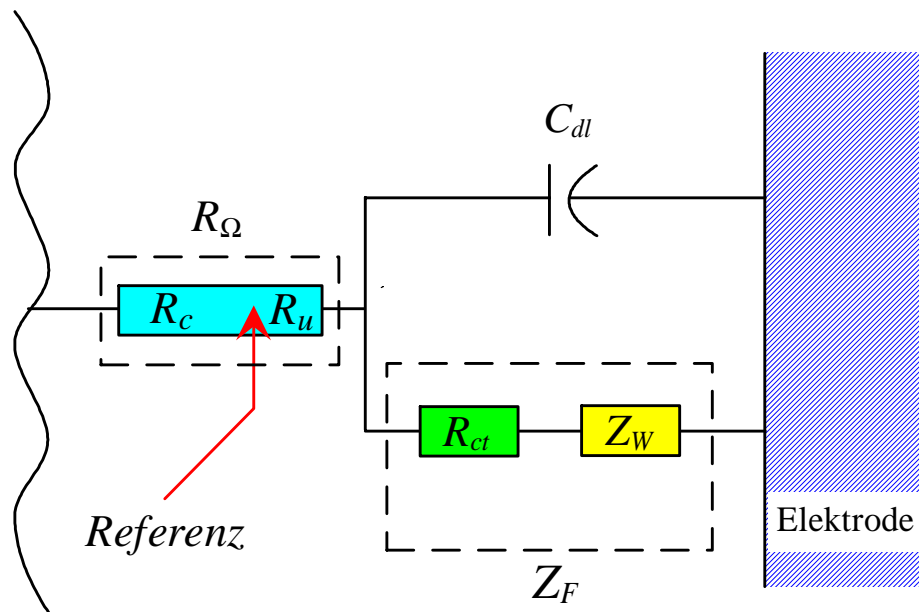 C_dl
R_Ω
R_c R_u
R_ct Z_W
Elektrode
Referenz
Z_F